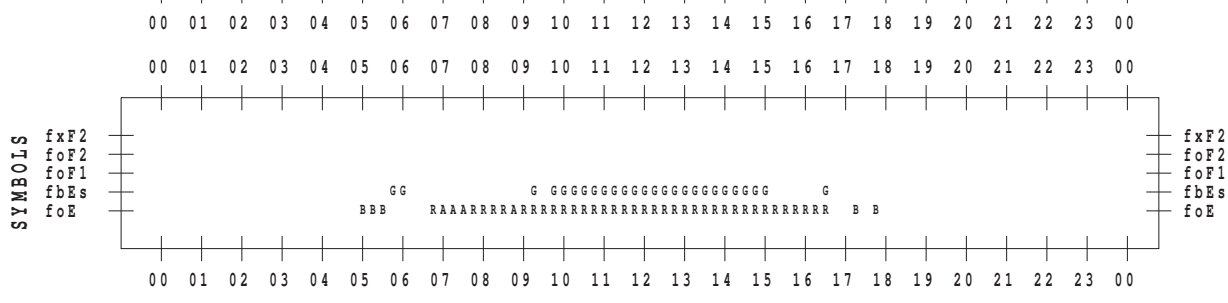 00 01 02 03 04 05 06 07 08 09 10 11 12 13 14 15 16 17 18 19 20 21 22 23 00
00 01 02 03 04 05 06 07 08 09 10 11 12 13 14 15 16 17 18 19 20 21 22 23 00
SYMBOLS
fxF2 fxF2
foF2 foF2
foF1 foF1
fbEs GG G GGGGGGGGGGGGGGGGGGGGGG G fbEs
foE BBB RAAARRRRARRRRRRRRRRRRRRRRRRRRRRRRRRRRRRR B B foE
00 01 02 03 04 05 06 07 08 09 10 11 12 13 14 15 16 17 18 19 20 21 22 23 00